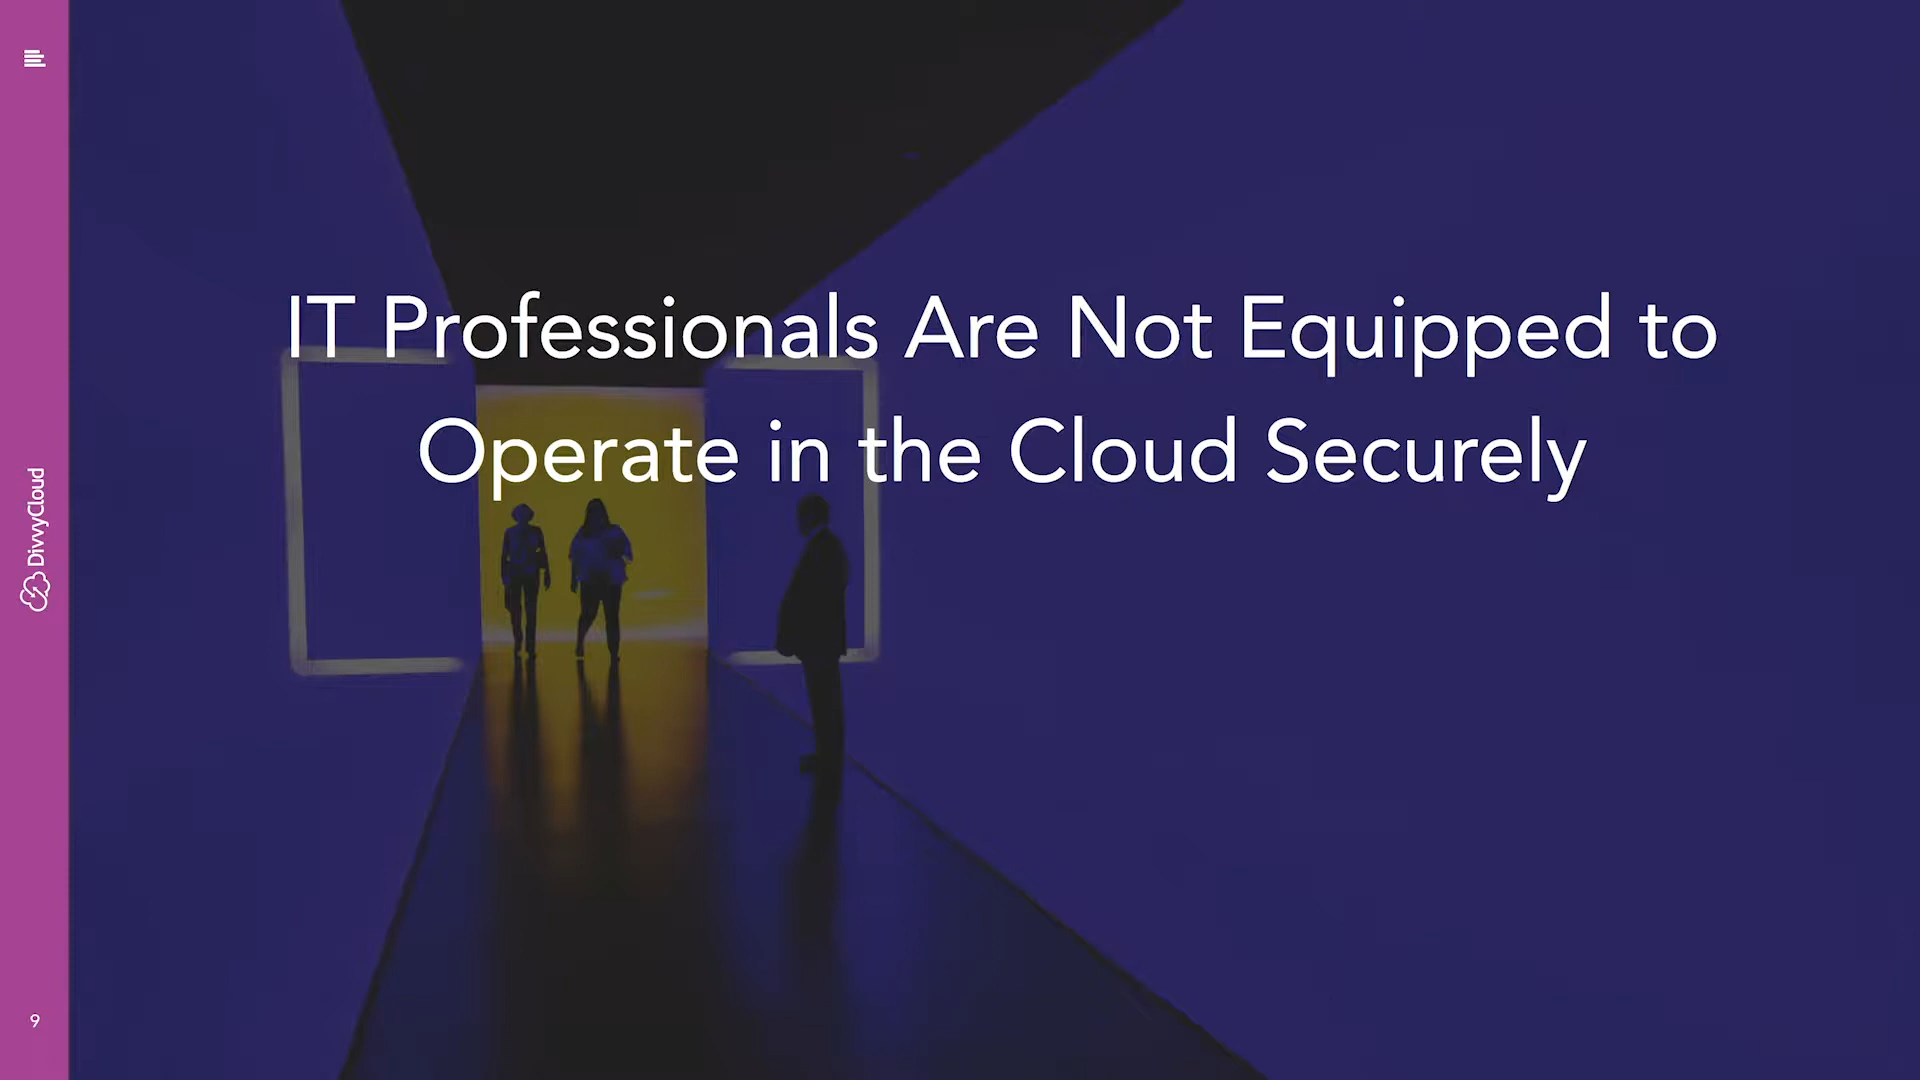 IT Professionals Are Not Equipped to
Operate in the Cloud Securely
DivvyCloud
9